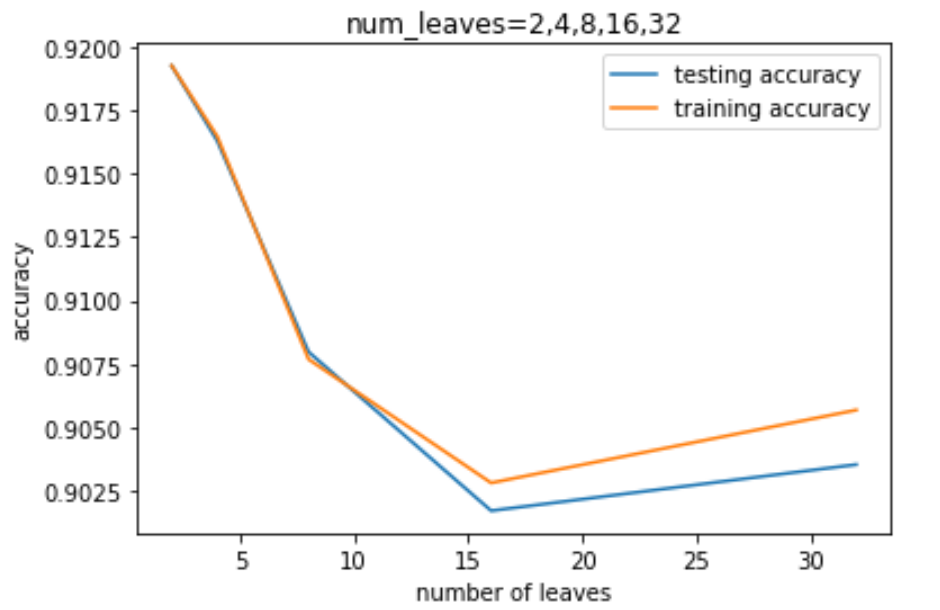 num_leaves=2,4,8,16,32
testing accuracy
training accuracy
accuracy
0.9200
0.9175
0.9150
0.9125
0.9100
0.9075
0.9050
0.9025
5 10 15 20 25 30
number of leaves